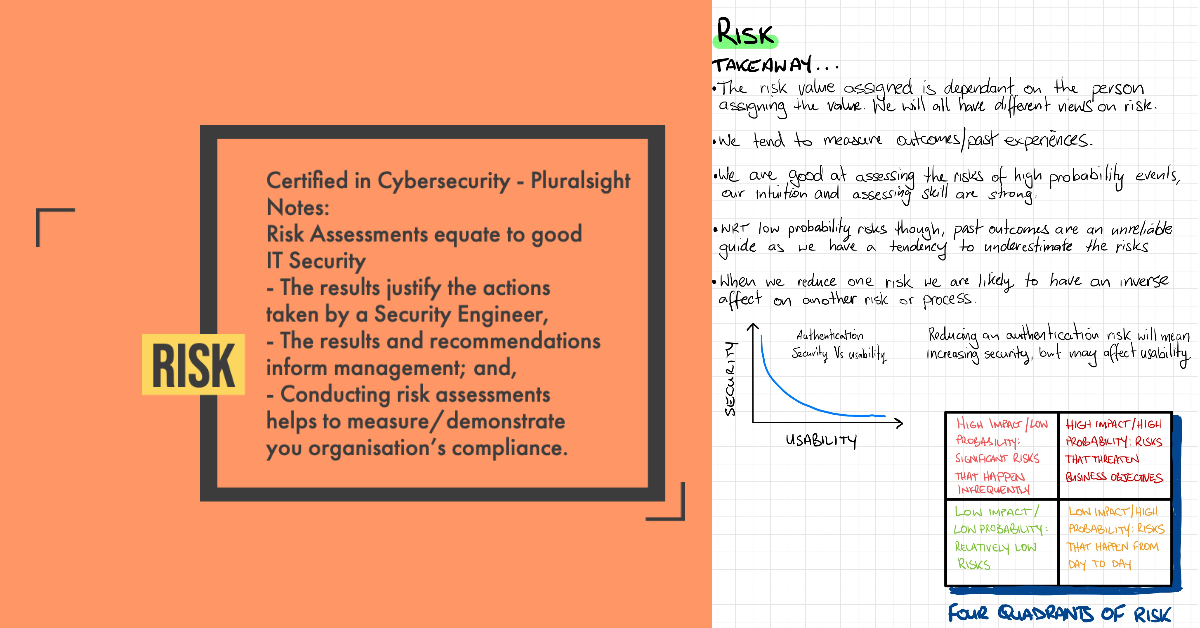 RISK
Certified in Cybersecurity - Pluralsight
Notes:
Risk Assessments equate to good
IT Security
- The results justify the actions
taken by a Security Engineer,
- The results and recommendations
inform management; and,
- Conducting risk assessments
helps to measure/demonstrate
you organisation's compliance.
RISK
TAKEAWAY...
•The risk value assigned is dependant on the person
assigning the value. We will all have different views on risk.
•We tend to measure outcomes/past experiences.
•We are good at assessing the risks of high probability events,
our intuition and assessing skill are strong.
•WRT low probability risks though, past outcomes are an unreliable
guide as we have a tendency to underestimate the risks
•When we reduce one risk we are likely to have an inverse
affect on another risk or process.
SECURITY
Authentication
Security Vs usability
USABILITY
Reducing an authentication risk will mean
increasing security, but may affect usability.
HIGH IMPACT/LOW
PROBABILITY:
SIGNIFICANT RISKS
THAT HAPPEN
INFREQUENTLY
HIGH IMPACT/HIGH
PROBABILITY: RISKS
THAT THREATEN
BUSINESS OBJECTIVES
LOW IMPACT/
LOW PROBABILITY:
RELATIVELY LOW
RISKS
LOW IMPACT/HIGH
PROBABILITY: RISKS
THAT HAPPEN FROM
DAY TO DAY
FOUR QUADRANTS OF RISK